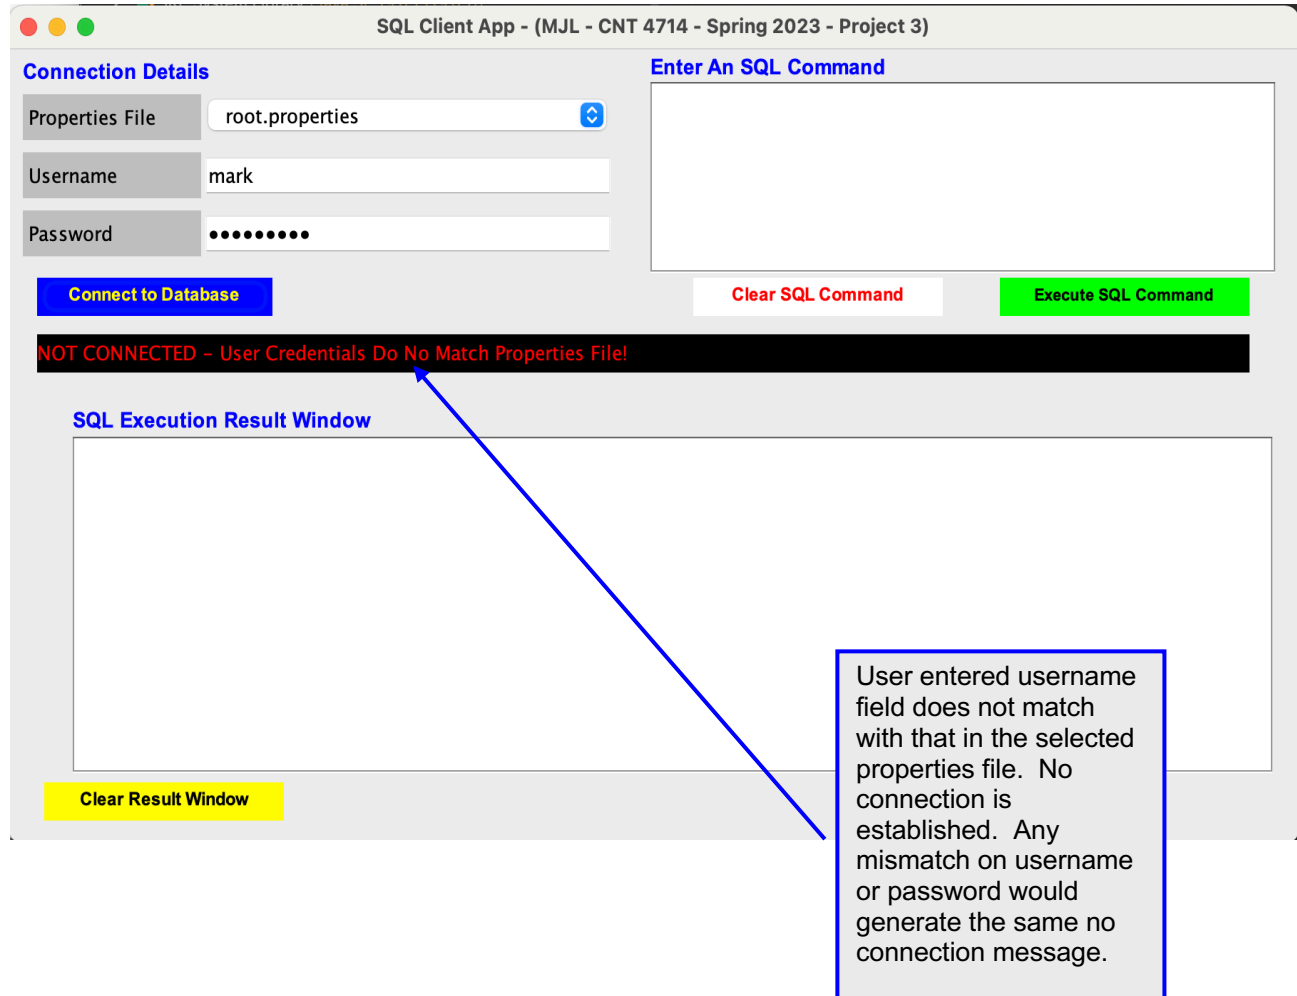 SQL Client App - (MJL - CNT 4714 - Spring 2023 - Project 3)
Connection Details
Enter An SQL Command
Properties File
root.properties
Username
mark
Password
•••••••••
Connect to Database
Clear SQL Command
Execute SQL Command
NOT CONNECTED – User Credentials Do No Match Properties File!
SQL Execution Result Window
Clear Result Window
User entered username
field does not match
with that in the selected
properties file.  No
connection is
established.  Any
mismatch on username
or password would
generate the same no
connection message.